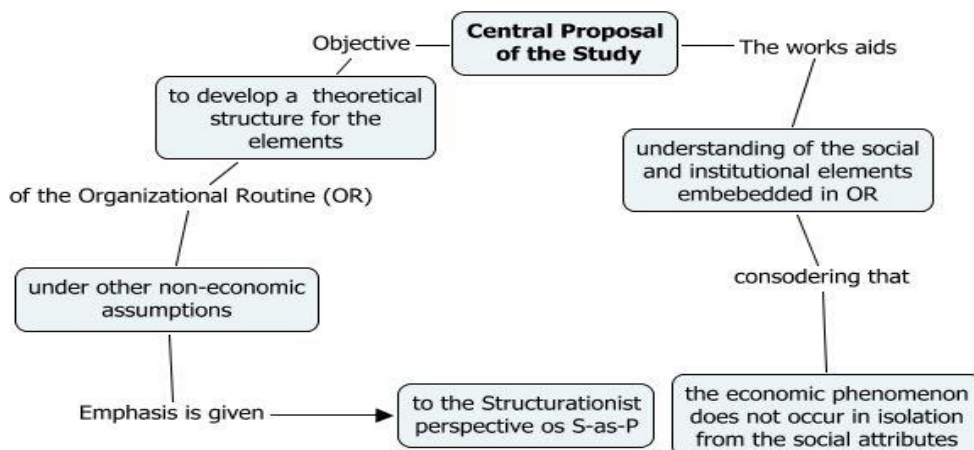 Central Proposal
of the Study
Objective
to develop a theoretical
structure for the
elements
of the Organizational Routine (OR)
under other non-economic
assumptions
Emphasis is given
to the Structurationist
perspective os S-as-P
The works aids
understanding of the social
and institutional elements
embebedded in OR
consodering that
the economic phenomenon
does not occur in isolation
from the social attributes